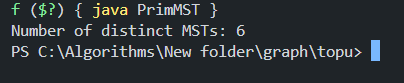 f ($?) { java PrimMST }
Number of distinct MSTs: 6
PS C:\Algorithms\New folder\graph\topu>